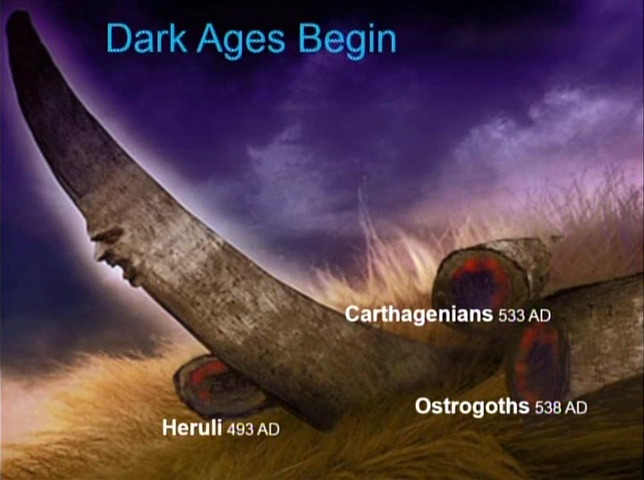 Dark Ages Begin
Carthagenians 533 AD
Ostrogoths 538 AD
Heruli 493 AD